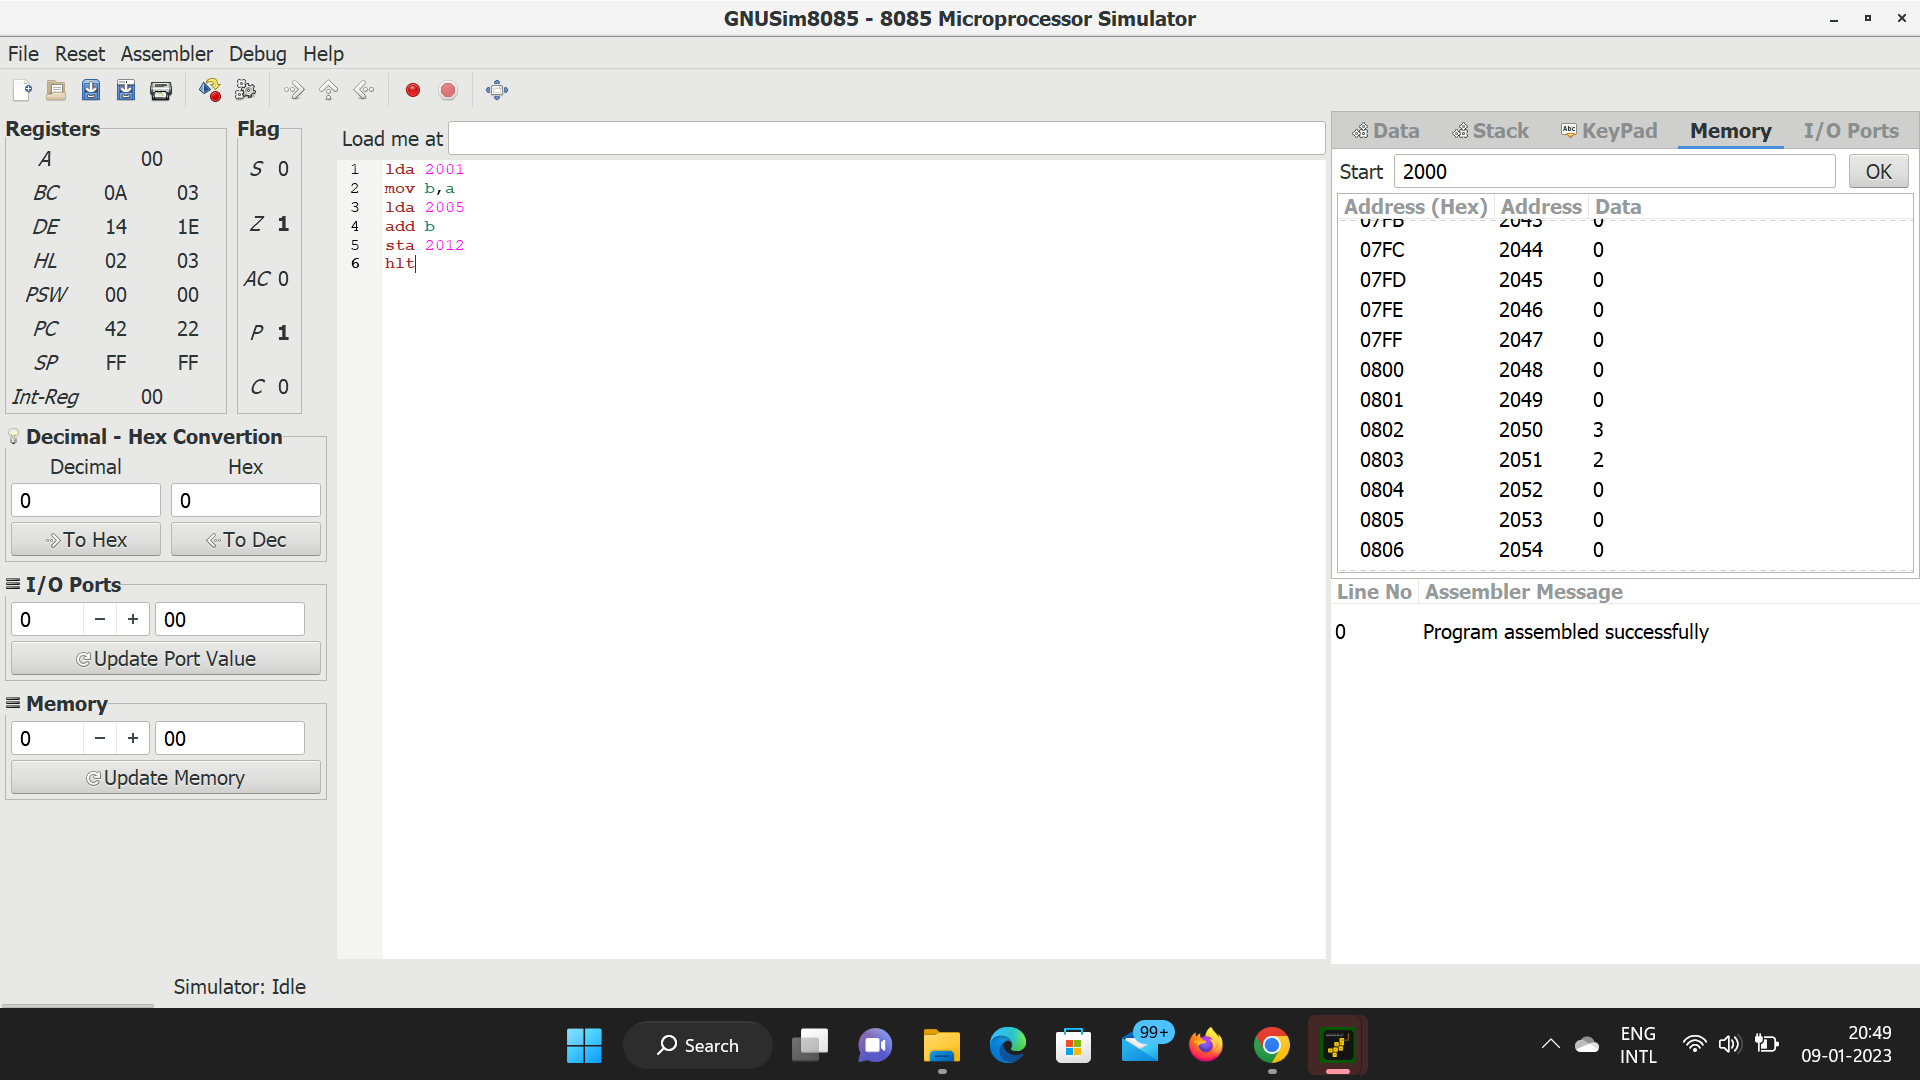 GNUSim8085 - 8085 Microprocessor Simulator
File Reset Assembler Debug Help
Registers
A 00
BC 0A 03
DE 14 1E
HL 02 03
PSW 00 00
PC 42 22
SP FF FF
Int-Reg 00
Flag
S 0
Z 1
AC 0
P 1
C 0
Decimal - Hex Convertion
Decimal Hex
0 0
To Hex To Dec
I/O Ports
0 − + 00
Update Port Value
Memory
0 − + 00
Update Memory
Simulator: Idle
Load me at
1 lda 2001
2 mov b,a
3 lda 2005
4 add b
5 sta 2012
6 hlt
Data Stack Abc KeyPad Memory I/O Ports
Start 2000 OK
Address (Hex) Address Data
07FB 2043 0
07FC 2044 0
07FD 2045 0
07FE 2046 0
07FF 2047 0
0800 2048 0
0801 2049 0
0802 2050 3
0803 2051 2
0804 2052 0
0805 2053 0
0806 2054 0
Line No Assembler Message
0 Program assembled successfully
Search
99+
ENG
INTL
20:49
09-01-2023